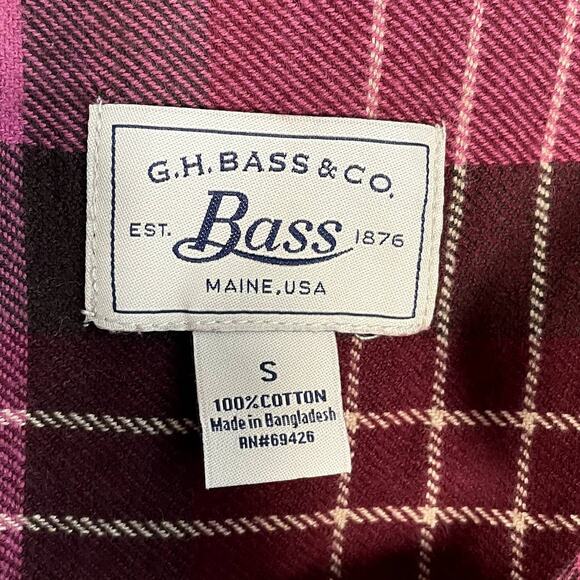 G.H. BASS & CO.
EST. Bass 1876
MAINE, USA
S
100% COTTON
Made in Bangladesh
RN#69426